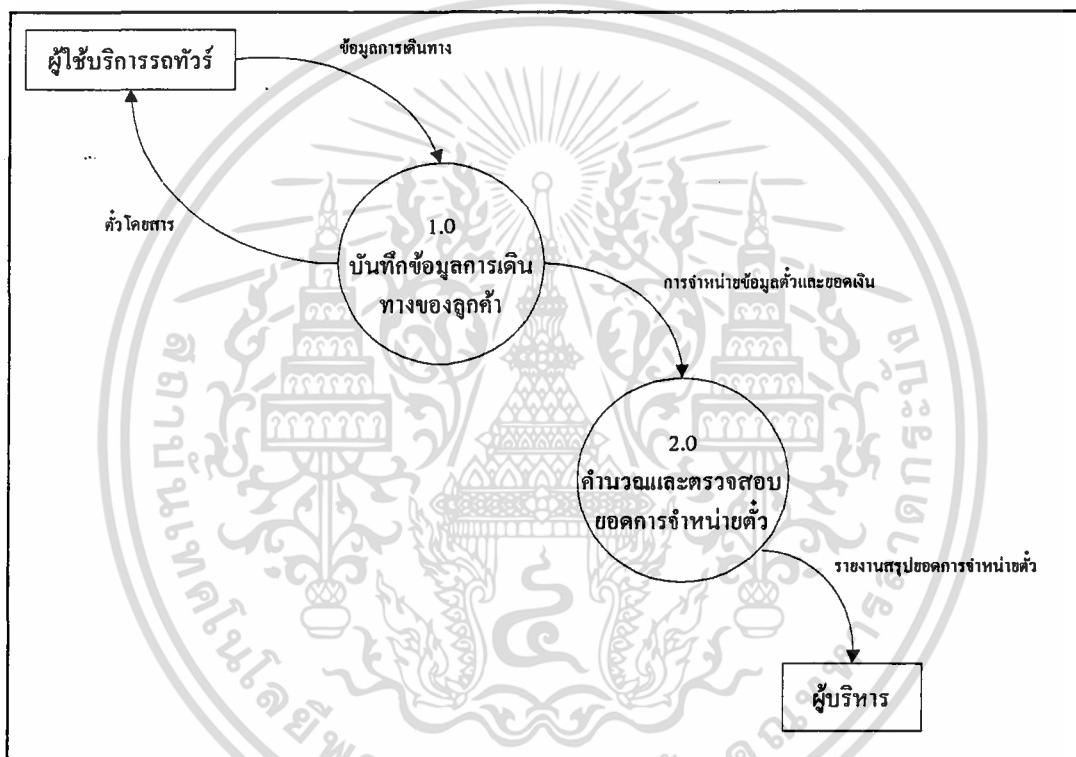 ผู้ใช้บริการรถทัวร์
ข้อมูลการเดินทาง
ตั๋วโดยสาร
1.0
บันทึกข้อมูลการเดิน
ทางของลูกค้า
การจำหน่ายข้อมูลตั๋วและยอดเงิน
2.0
คำนวณและตรวจสอบ
ยอดการจำหน่ายตั๋ว
รายงานสรุปยอดการจำหน่ายตั๋ว
ผู้บริหาร